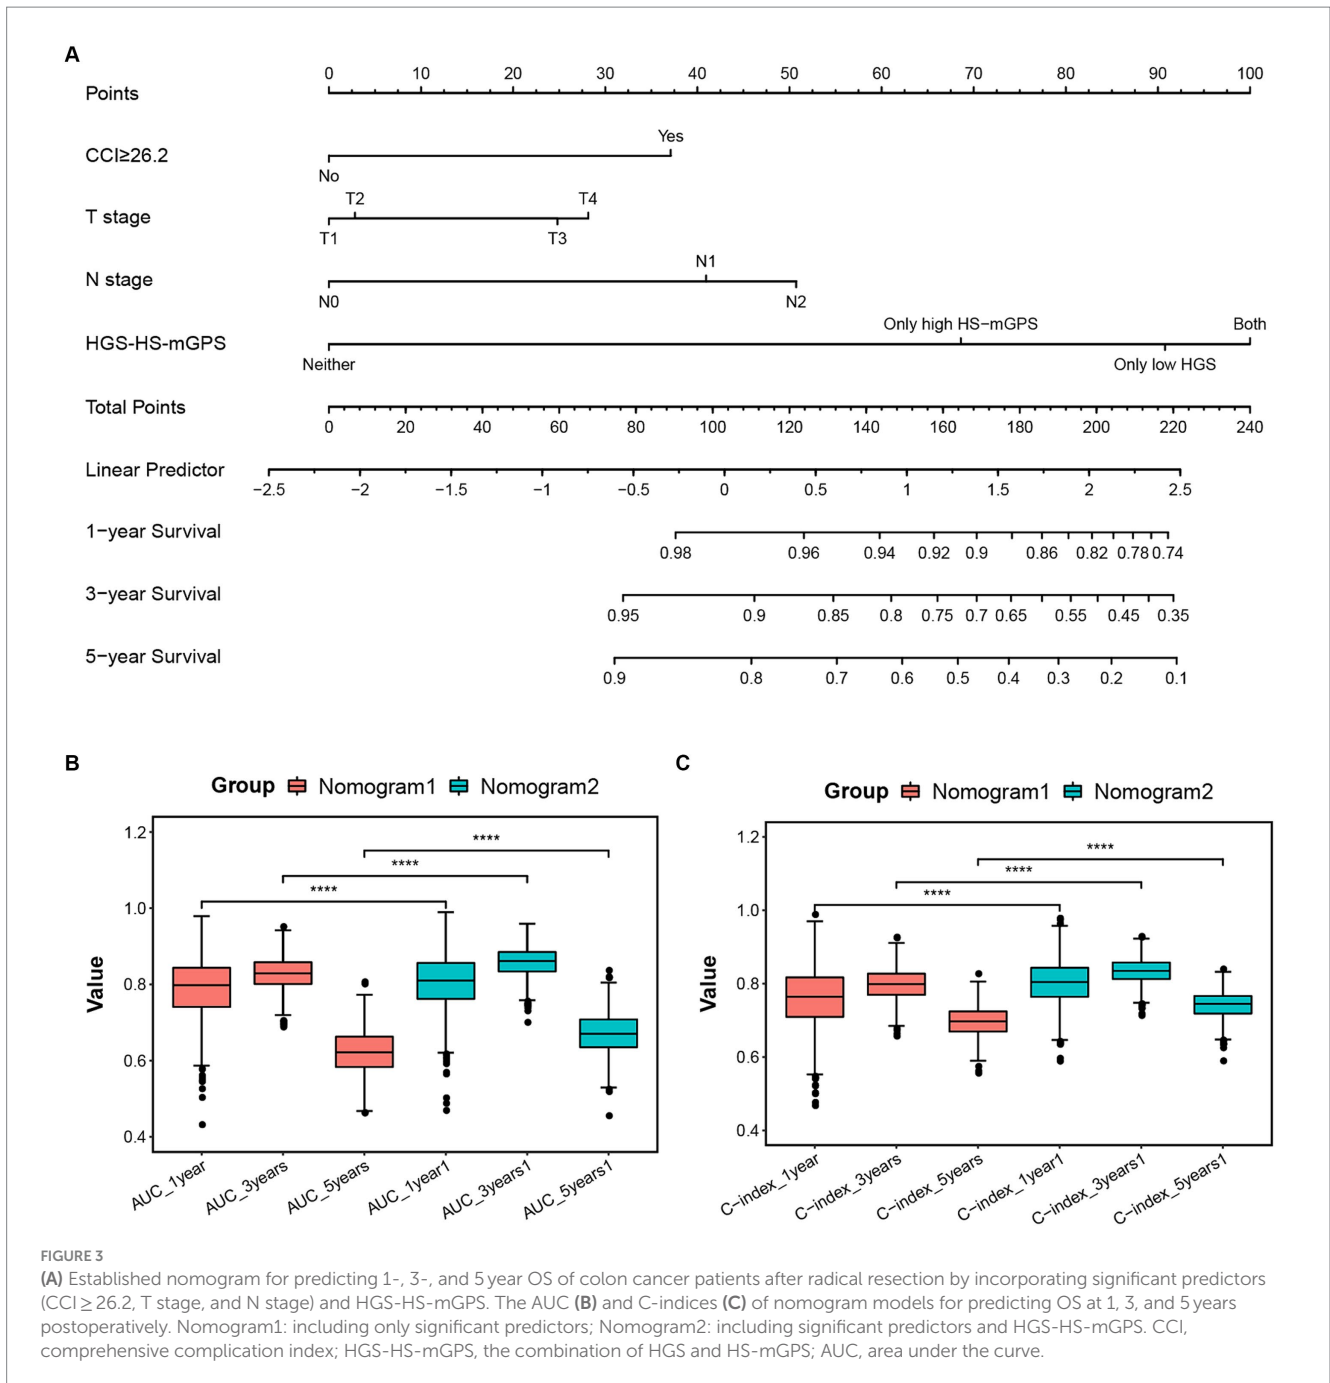 A
0 10 20 30 40 50 60 70 80 90 100
Points
Yes
CCI≥26.2
No
T2 T4
T stage
T1 T3
N1
N stage
N0 N2
Only high HS−mGPS Both
HGS-HS-mGPS
Neither Only low HGS
Total Points
0 20 40 60 80 100 120 140 160 180 200 220 240
Linear Predictor
−2.5 −2 −1.5 −1 −0.5 0 0.5 1 1.5 2 2.5
1−year Survival
0.98 0.96 0.94 0.92 0.9 0.86 0.82 0.78 0.74
3−year Survival
0.95 0.9 0.85 0.8 0.75 0.7 0.65 0.55 0.45 0.35
5−year Survival
0.9 0.8 0.7 0.6 0.5 0.4 0.3 0.2 0.1
B
Group Nomogram1 Nomogram2
1.2
1.0
0.8
0.6
0.4
Value
****
****
****
AUC_1year
AUC_3years
AUC_5years
AUC_1year1
AUC_3years1
AUC_5years1
C
Group Nomogram1 Nomogram2
1.2
1.0
0.8
0.6
0.4
Value
****
****
****
C−index_1year
C−index_3years
C−index_5years
C−index_1year1
C−index_3years1
C−index_5years1
FIGURE 3
(A) Established nomogram for predicting 1-, 3-, and 5 year OS of colon cancer patients after radical resection by incorporating significant predictors
(CCI ≥ 26.2, T stage, and N stage) and HGS-HS-mGPS. The AUC (B) and C-indices (C) of nomogram models for predicting OS at 1, 3, and 5 years
postoperatively. Nomogram1: including only significant predictors; Nomogram2: including significant predictors and HGS-HS-mGPS. CCI,
comprehensive complication index; HGS-HS-mGPS, the combination of HGS and HS-mGPS; AUC, area under the curve.